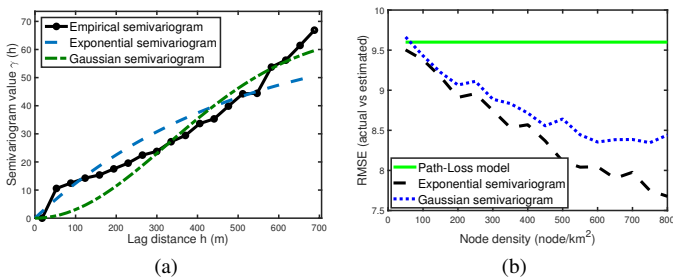 (a)
Semivariogram value γ (h)
70
60
50
40
30
20
10
0
Empirical semivariogram
Exponential semivariogram
Gaussian semivariogram
0 100 200 300 400 500 600 700
Lag distance h (m)
(a)
(b)
RMSE (actual vs estimated)
10
9.5
9
8.5
8
7.5
Path-Loss model
Exponential semivariogram
Gaussian semivariogram
0 100 200 300 400 500 600 700 800
Node density (node/km²)
(b)